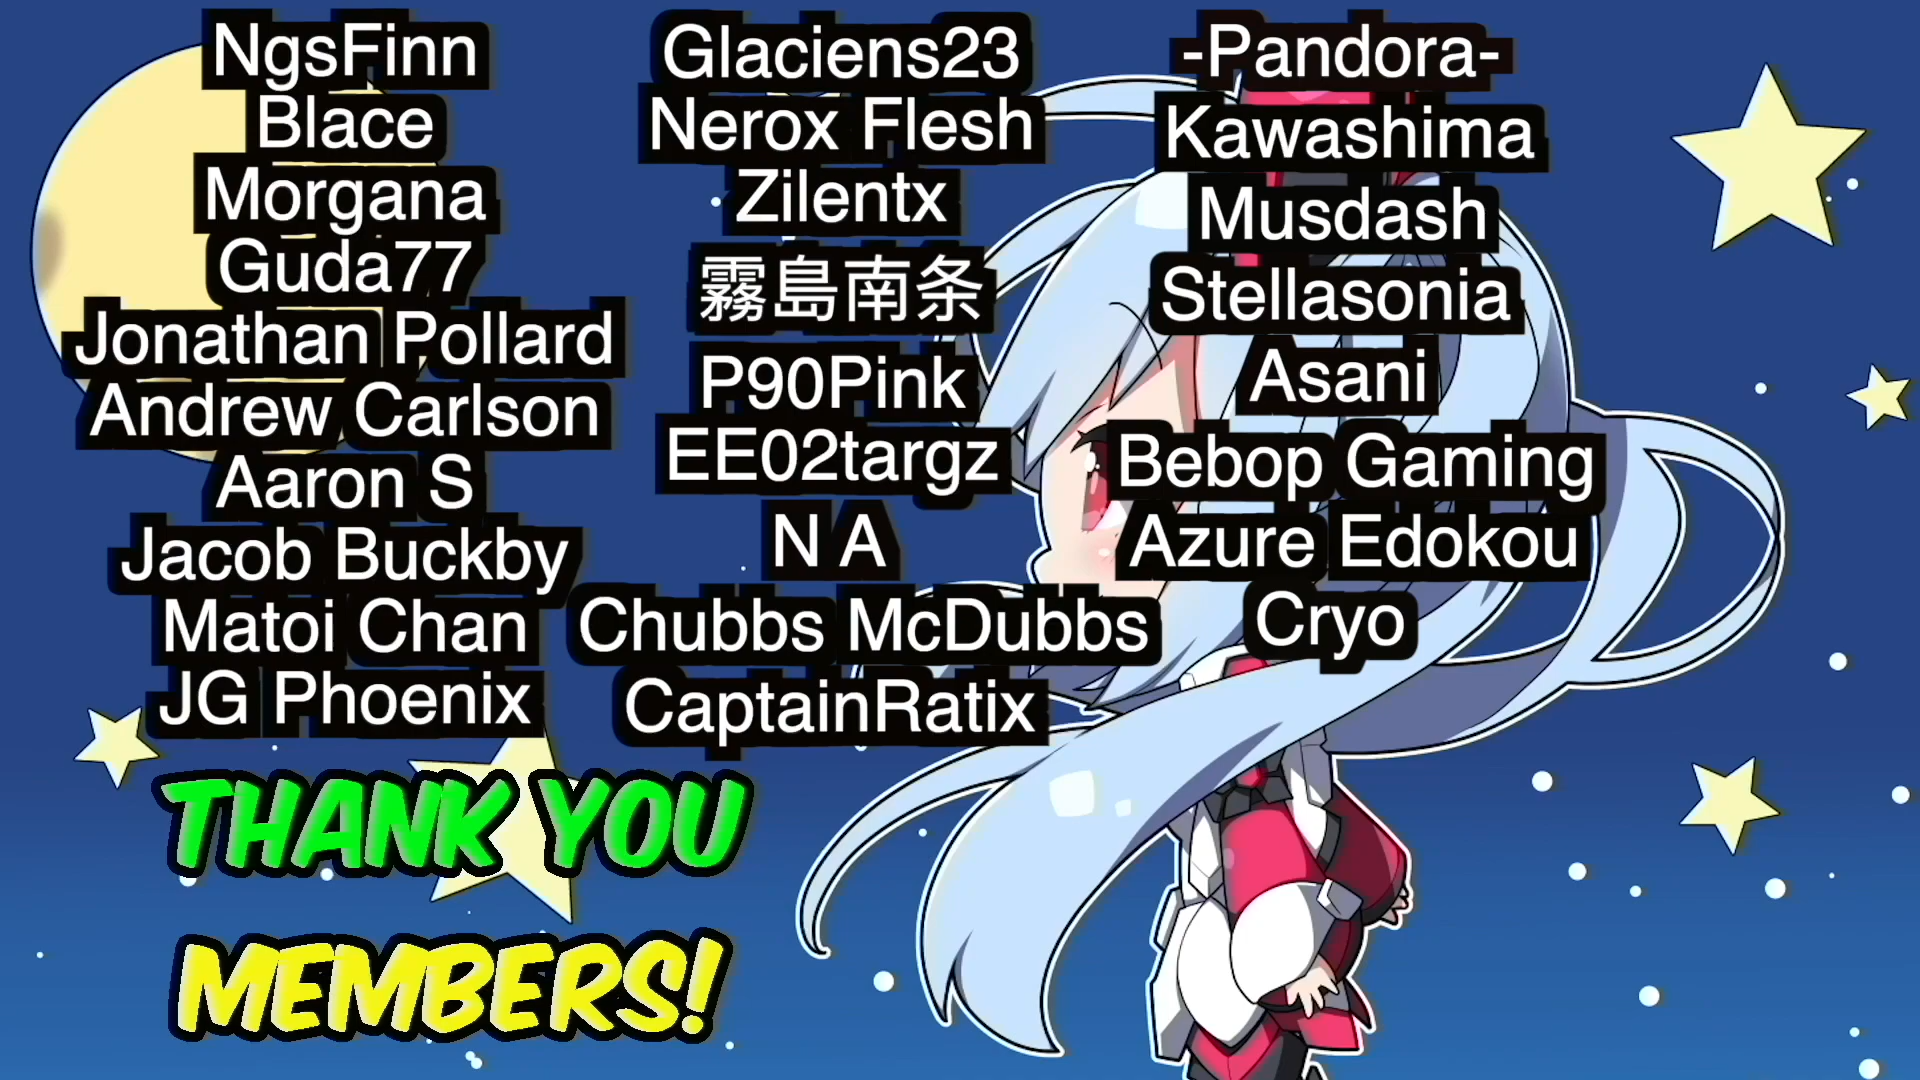 NgsFinn
Blace
Morgana
Guda77
Jonathan Pollard
Andrew Carlson
Aaron S
Jacob Buckby
Matoi Chan
JG Phoenix
Glaciens23
Nerox Flesh
Zilentx
霧島南条
P90Pink
EE02targz
N A
Chubbs McDubbs
CaptainRatix
-Pandora-
Kawashima
Musdash
Stellasonia
Asani
Bebop Gaming
Azure Edokou
Cryo
THANK YOU
MEMBERS!